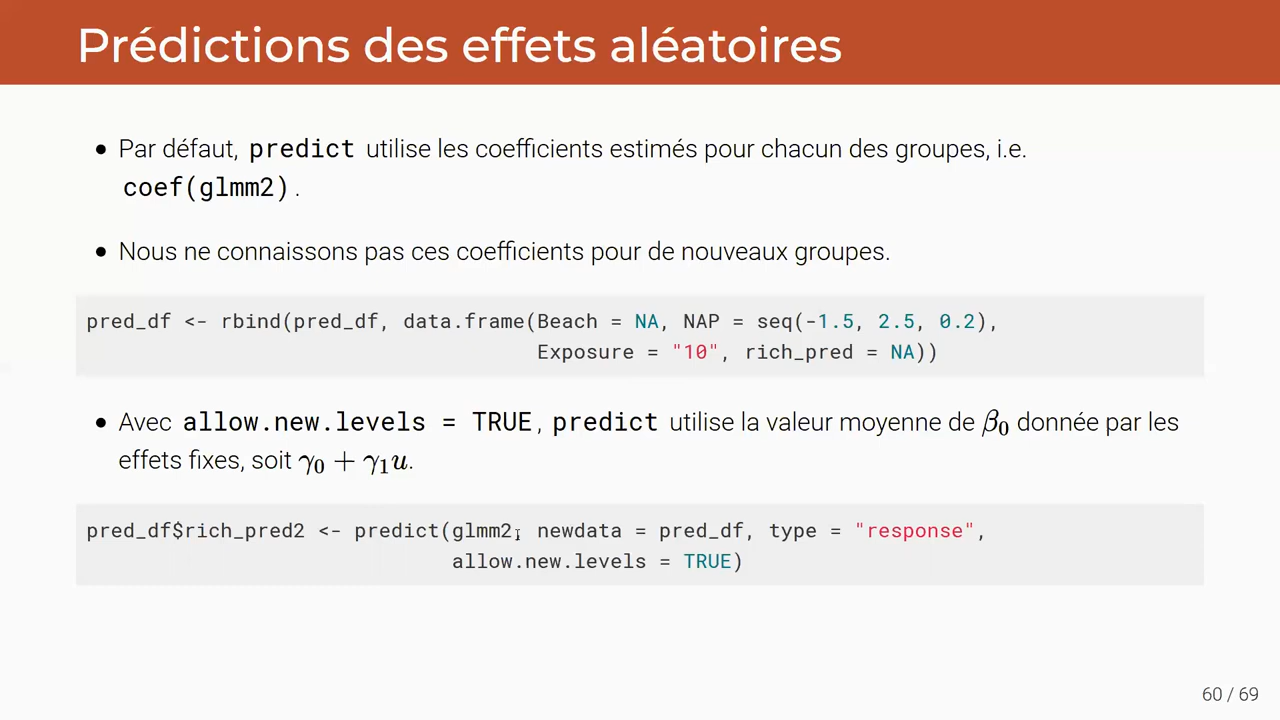 Prédictions des effets aléatoires
• Par défaut, predict utilise les coefficients estimés pour chacun des groupes, i.e.
coef(glmm2).
• Nous ne connaissons pas ces coefficients pour de nouveaux groupes.
pred_df <- rbind(pred_df, data.frame(Beach = NA, NAP = seq(-1.5, 2.5, 0.2),
Exposure = "10", rich_pred = NA))
• Avec allow.new.levels = TRUE, predict utilise la valeur moyenne de β₀ donnée par les
effets fixes, soit γ₀ + γ₁u.
pred_df$rich_pred2 <- predict(glmm2, newdata = pred_df, type = "response",
allow.new.levels = TRUE)
60 / 69